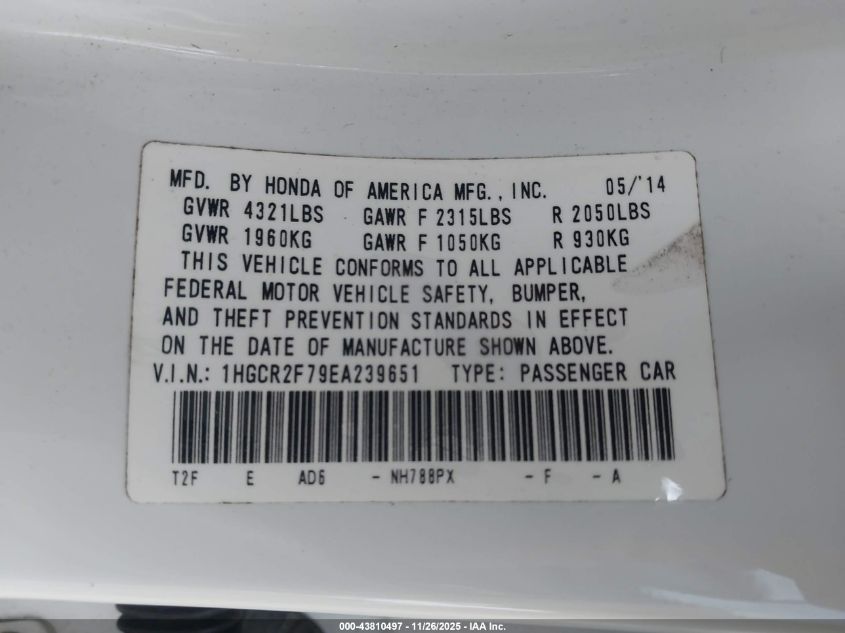 MFD. BY HONDA OF AMERICA MFG., INC. 05/'14
GVWR 4321LBS GAWR F 2315LBS R 2050LBS
GVWR 1960KG GAWR F 1050KG R 930KG
THIS VEHICLE CONFORMS TO ALL APPLICABLE
FEDERAL MOTOR VEHICLE SAFETY, BUMPER,
AND THEFT PREVENTION STANDARDS IN EFFECT
ON THE DATE OF MANUFACTURE SHOWN ABOVE.
V.I.N.: 1HGCR2F79EA239651 TYPE: PASSENGER CAR
T2F E AD6 - NH788PX - F - A
000-43810497 - 11/26/2025 - IAA Inc.